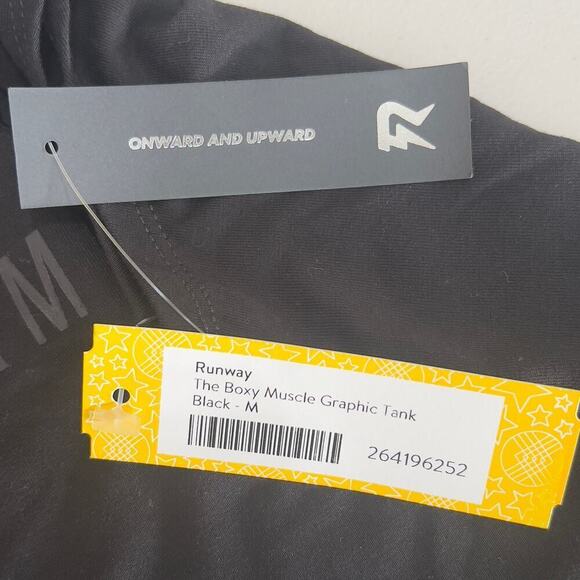 ONWARD AND UPWARD
M
Runway
The Boxy Muscle Graphic Tank
Black - M
264196252